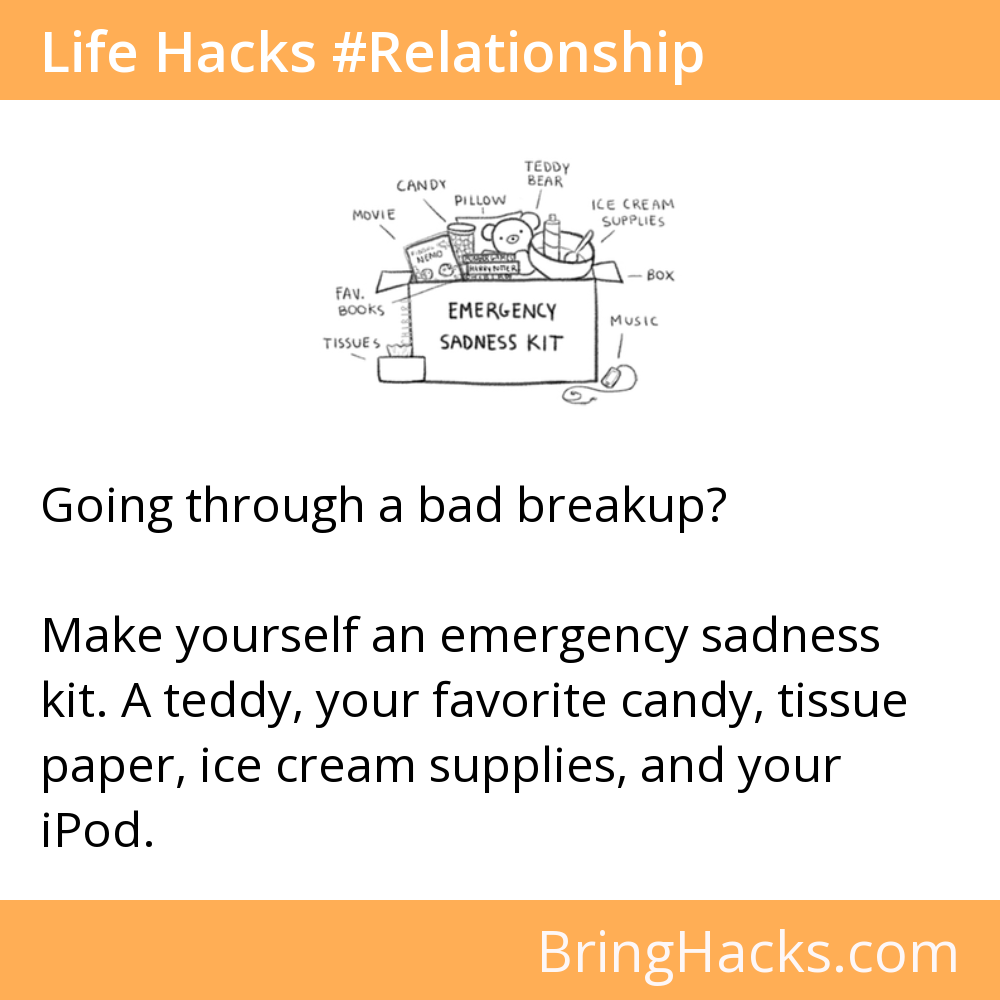 Life Hacks #Relationship
TEDDY
BEAR
CANDY
PILLOW
MOVIE
ICE CREAM
SUPPLIES
NEMO
HARRY POTTER
BOX
FAV.
BOOKS
EMERGENCY
SADNESS KIT
MUSIC
TISSUES
Going through a bad breakup?
Make yourself an emergency sadness
kit. A teddy, your favorite candy, tissue
paper, ice cream supplies, and your
iPod.
BringHacks.com